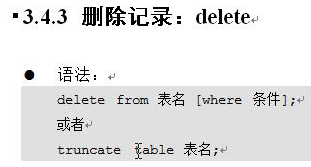 ▪3.4.3 删除记录：delete↵
● 语法：↵
delete from 表名 [where 条件];↵
或者↵
truncate table 表名;↵